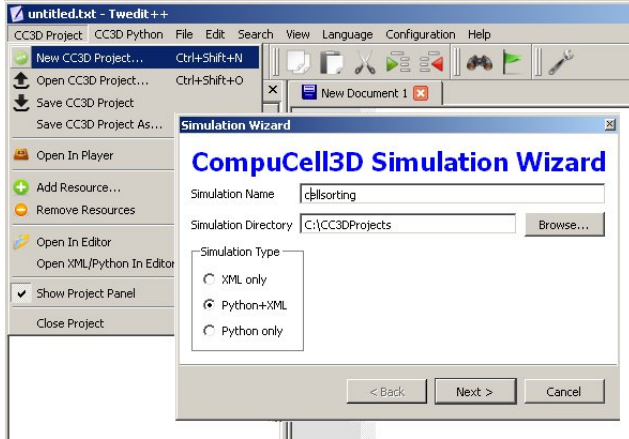 untitled.txt - Twedit++
CC3D Project CC3D Python File Edit Search View Language Configuration Help
New CC3D Project... Ctrl+Shift+N
Open CC3D Project... Ctrl+Shift+O
Save CC3D Project
Save CC3D Project As...
Open In Player
Add Resource...
Remove Resources
Open In Editor
Open XML/Python In Editor
Show Project Panel
Close Project
New Document 1
Simulation Wizard
CompuCell3D Simulation Wizard
Simulation Name cellsorting
Simulation Directory C:\CC3DProjects Browse...
Simulation Type
XML only
Python+XML
Python only
< Back Next > Cancel